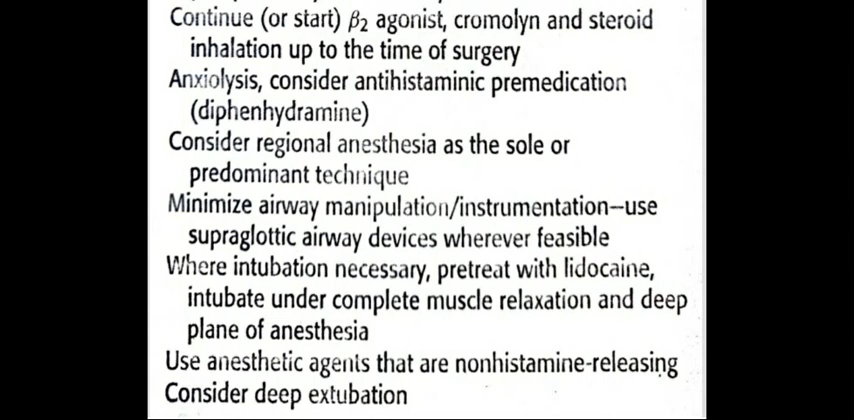 Continue (or start) β2 agonist, cromolyn and steroid
inhalation up to the time of surgery
Anxiolysis, consider antihistaminic premedication
(diphenhydramine)
Consider regional anesthesia as the sole or
predominant technique
Minimize airway manipulation/instrumentation—use
supraglottic airway devices wherever feasible
Where intubation necessary, pretreat with lidocaine,
intubate under complete muscle relaxation and deep
plane of anesthesia
Use anesthetic agents that are nonhistamine-releasing
Consider deep extubation